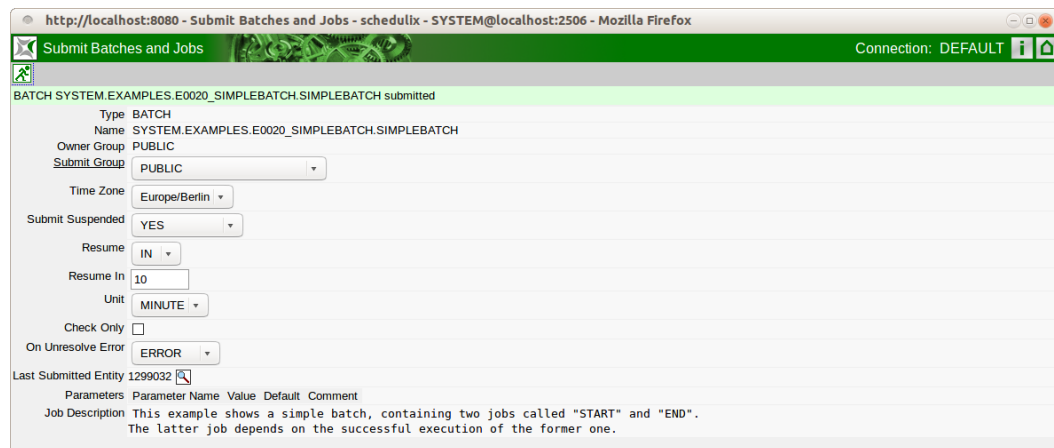 http://localhost:8080 - Submit Batches and Jobs - schedulix - SYSTEM@localhost:2506 - Mozilla Firefox
Submit Batches and Jobs Connection: DEFAULT
BATCH SYSTEM.EXAMPLES.E0020_SIMPLEBATCH.SIMPLEBATCH submitted
Type BATCH
Name SYSTEM.EXAMPLES.E0020_SIMPLEBATCH.SIMPLEBATCH
Owner Group PUBLIC
Submit Group PUBLIC
Time Zone Europe/Berlin
Submit Suspended YES
Resume IN
Resume In 10
Unit MINUTE
Check Only
On Unresolve Error ERROR
Last Submitted Entity 1299032
Parameters Parameter Name Value Default Comment
Job Description This example shows a simple batch, containing two jobs called "START" and "END".
The latter job depends on the successful execution of the former one.